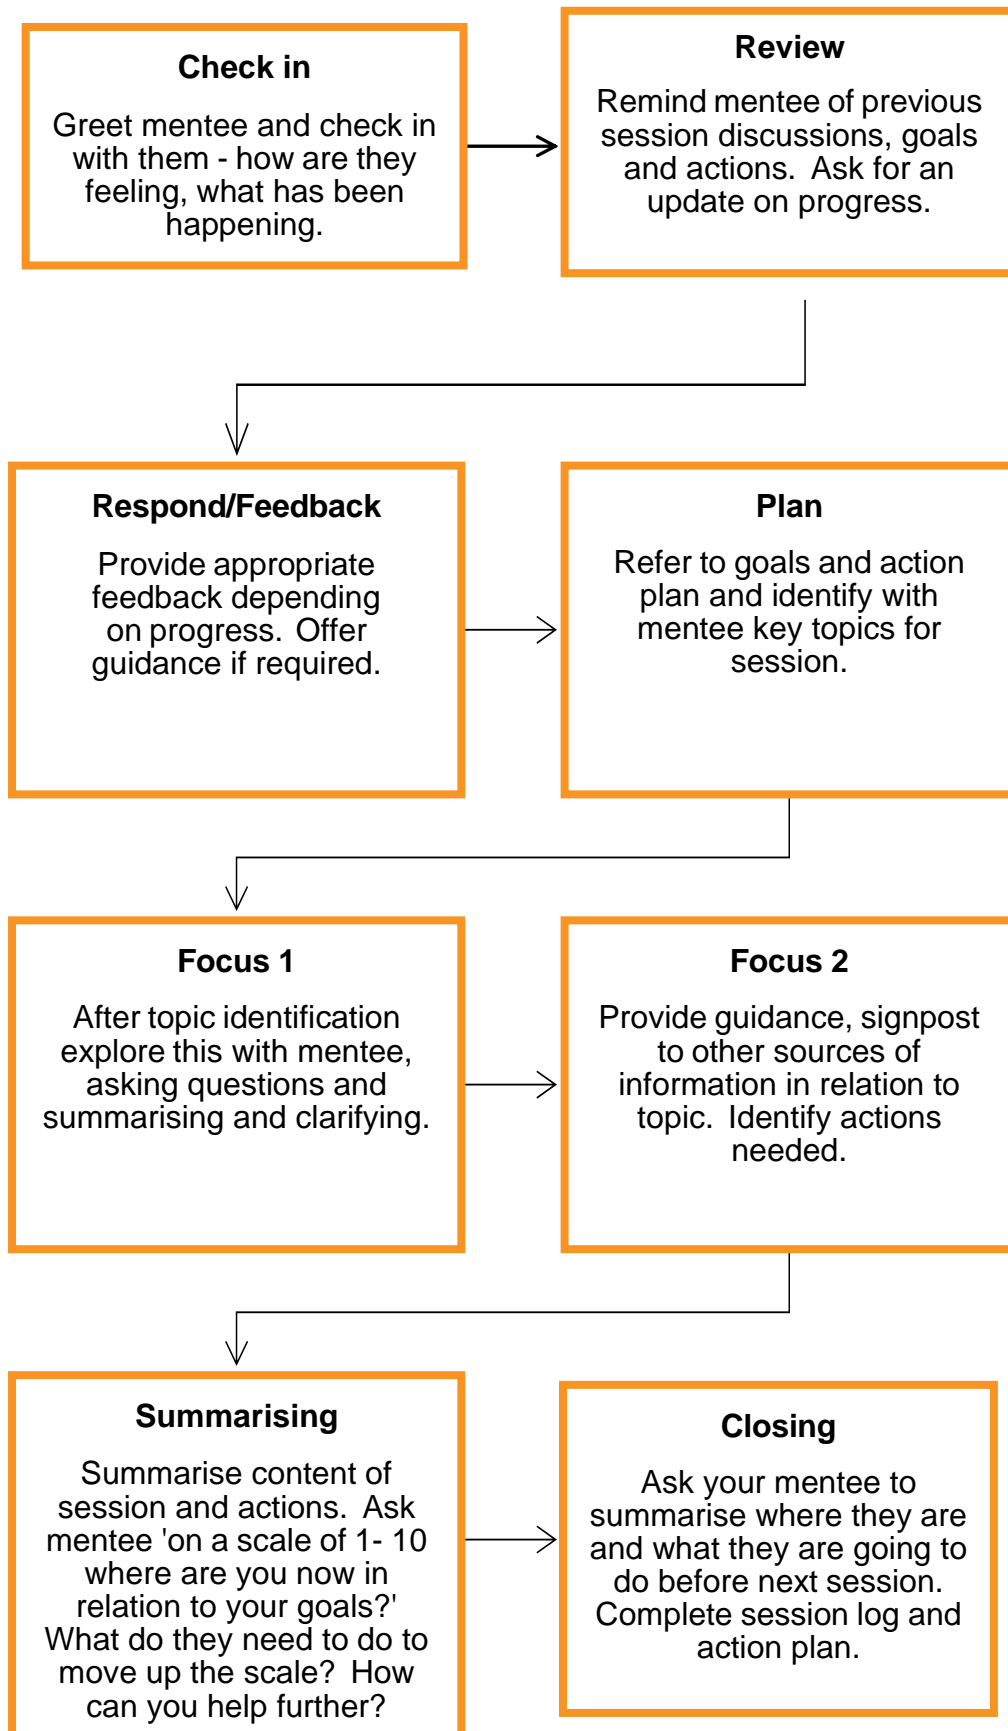 Check in
Greet mentee and check in
with them - how are they
feeling, what has been
happening.
Review
Remind mentee of previous
session discussions, goals
and actions. Ask for an
update on progress.
Respond/Feedback
Provide appropriate
feedback depending
on progress. Offer
guidance if required.
Plan
Refer to goals and action
plan and identify with
mentee key topics for
session.
Focus 1
After topic identification
explore this with mentee,
asking questions and
summarising and clarifying.
Focus 2
Provide guidance, signpost
to other sources of
information in relation to
topic. Identify actions
needed.
Summarising
Summarise content of
session and actions. Ask
mentee 'on a scale of 1- 10
where are you now in
relation to your goals?'
What do they need to do to
move up the scale? How
can you help further?
Closing
Ask your mentee to
summarise where they are
and what they are going to
do before next session.
Complete session log and
action plan.